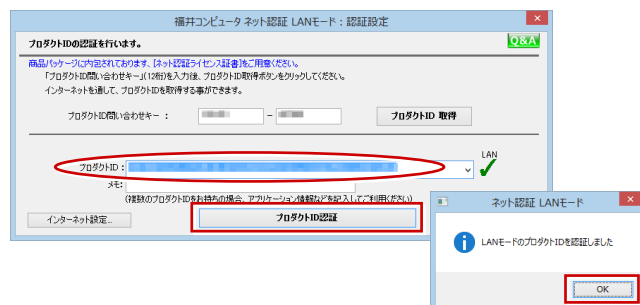 福井コンピュータ ネット認証 LANモード：認証設定
プロダクトIDの認証を行います。
Q&A
商品パッケージに内包されております、[ネット認証ライセンス証書]をご用意ください。
「プロダクトID問い合わせキー」(12桁)を入力後、プロダクトID取得ボタンをクリックしてください。
インターネットを通して、プロダクトIDを取得する事ができます。
プロダクトID問い合わせキー ：
－
プロダクトID 取得
LAN
プロダクトID：
メモ：
(複数のプロダクトIDをお持ちの場合、アプリケーション情報などを記入してご利用ください)
インターネット設定...
プロダクトID認証
ネット認証 LANモード
LANモードのプロダクトIDを認証しました
OK